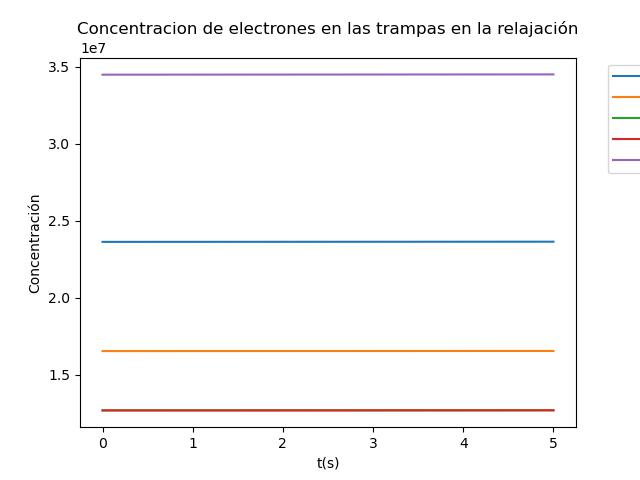 Concentracion de electrones en las trampas en la relajación
1e7
3.5
3.0
2.5
2.0
1.5
Concentración
0 1 2 3 4 5
t(s)